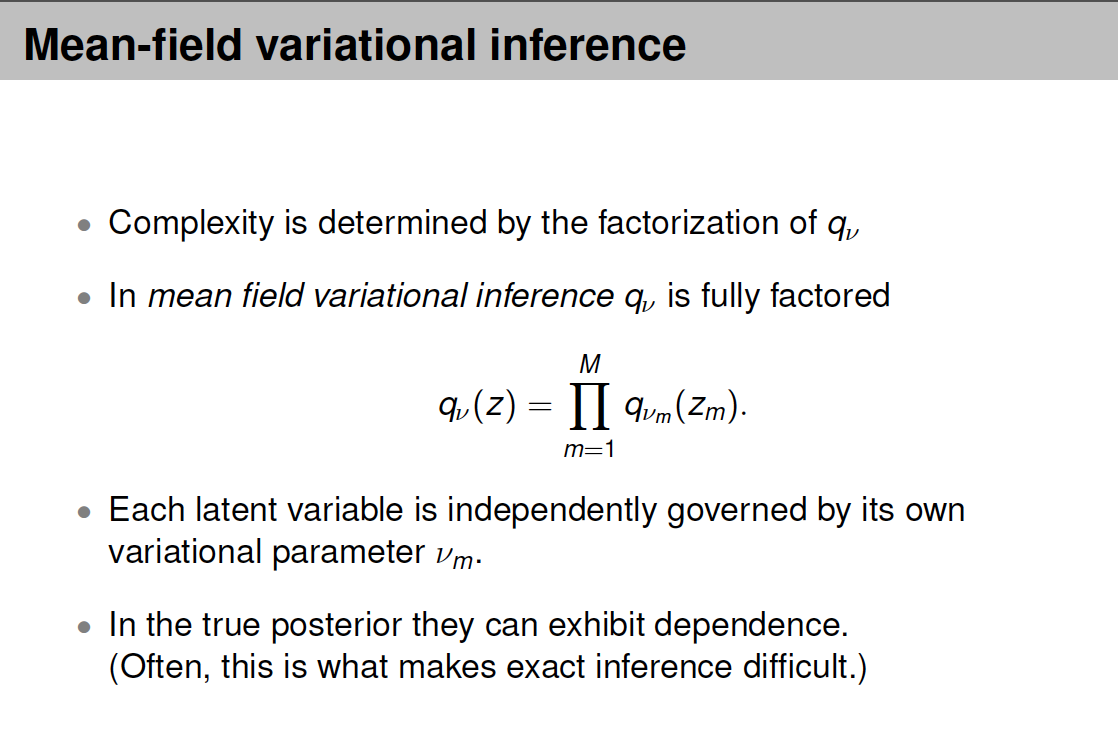 Mean-field variational inference
• Complexity is determined by the factorization of qν
• In mean field variational inference qν is fully factored
M
qν(z) = ∏ qνm(zm).
m=1
• Each latent variable is independently governed by its own
variational parameter νm.
• In the true posterior they can exhibit dependence.
(Often, this is what makes exact inference difficult.)